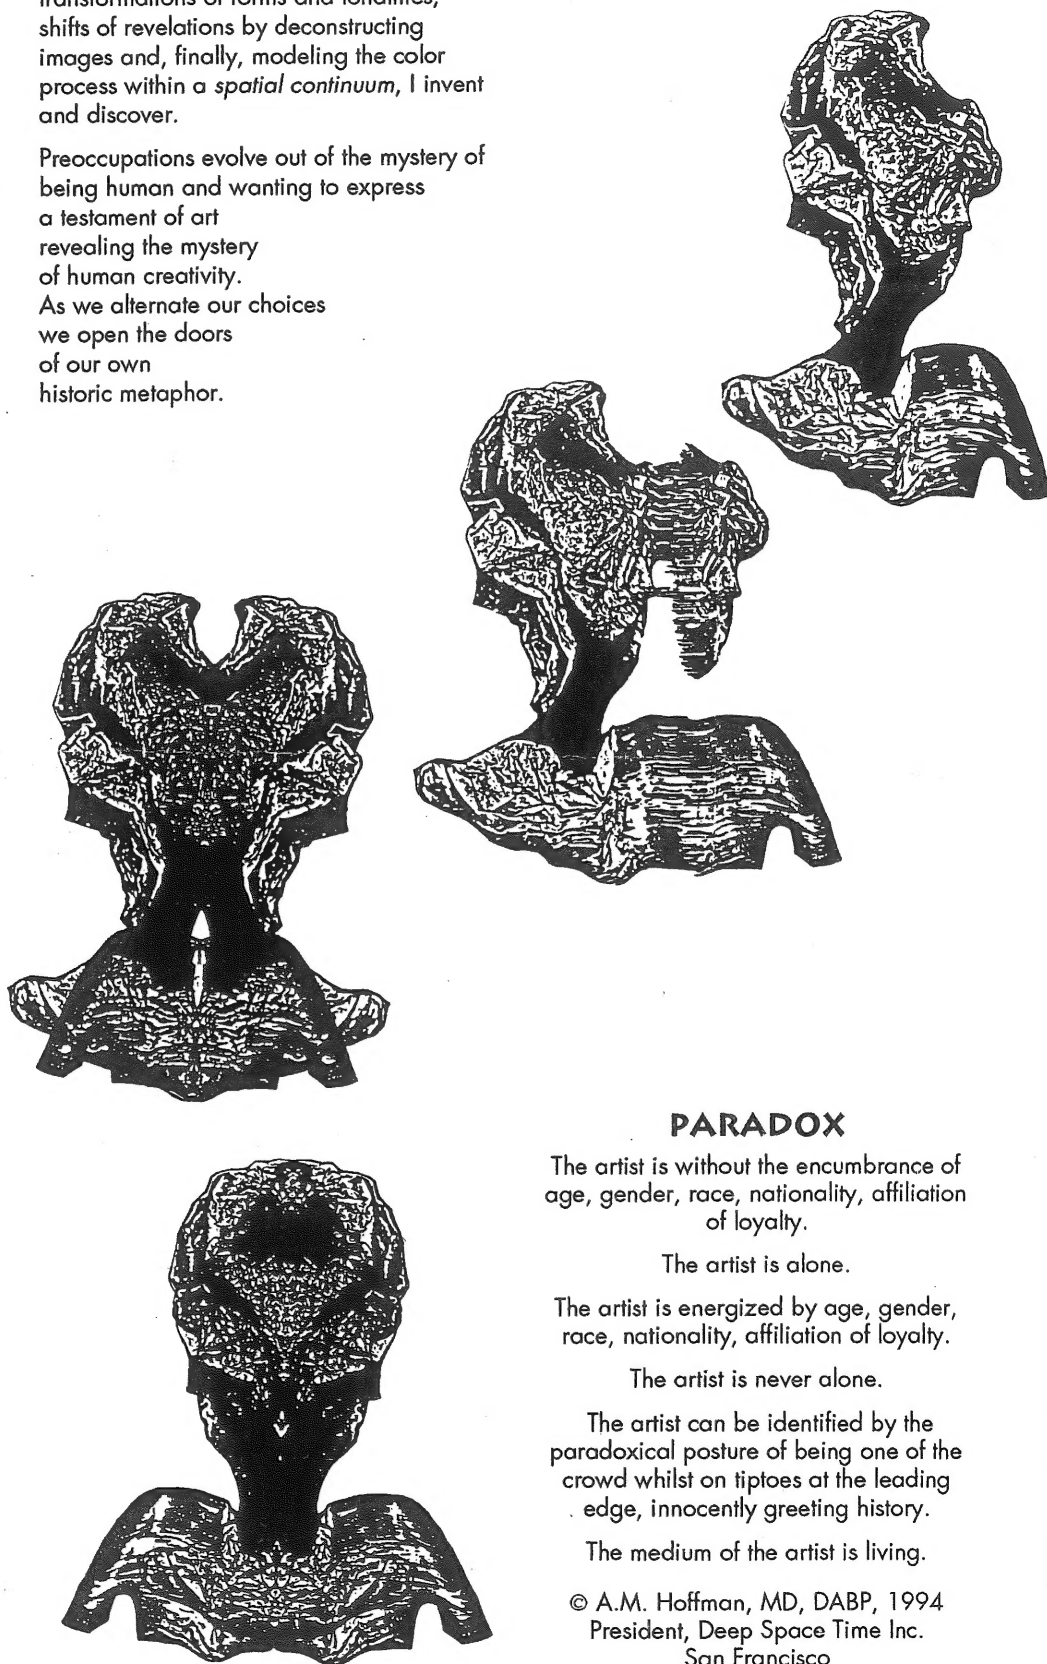 transformations of forms and tonalities,
shifts of revelations by deconstructing
images and, finally, modeling the color
process within a spatial continuum, I invent
and discover.
Preoccupations evolve out of the mystery of
being human and wanting to express
a testament of art
revealing the mystery
of human creativity.
As we alternate our choices
we open the doors
of our own
historic metaphor.
PARADOX
The artist is without the encumbrance of
age, gender, race, nationality, affiliation
of loyalty.
The artist is alone.
The artist is energized by age, gender,
race, nationality, affiliation of loyalty.
The artist is never alone.
The artist can be identified by the
paradoxical posture of being one of the
crowd whilst on tiptoes at the leading
edge, innocently greeting history.
The medium of the artist is living.
© A.M. Hoffman, MD, DABP, 1994
President, Deep Space Time Inc.
San Francisco